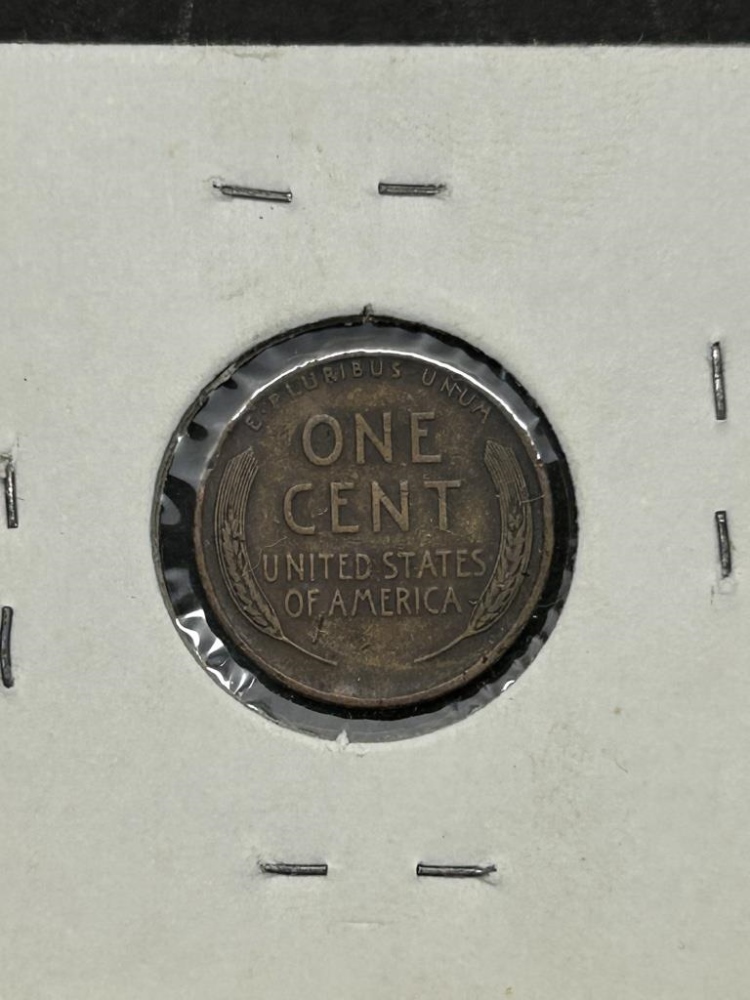 E·PLURIBUS UNUM
ONE
CENT
UNITED STATES
OF AMERICA